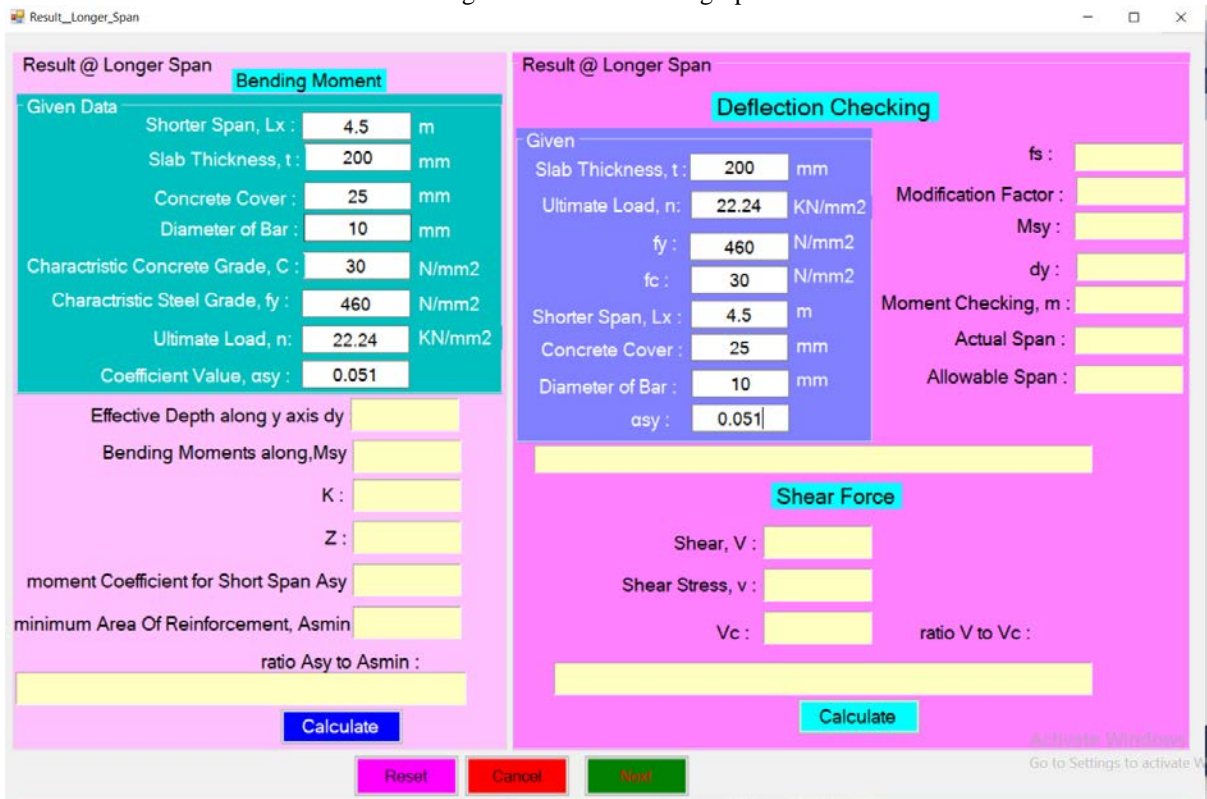 Result__Longer_Span
Result @ Longer Span
Bending Moment
Given Data
Shorter Span, Lx : 4.5 m
Slab Thickness, t : 200 mm
Concrete Cover : 25 mm
Diameter of Bar : 10 mm
Charactristic Concrete Grade, C : 30 N/mm2
Charactristic Steel Grade, fy : 460 N/mm2
Ultimate Load, n: 22.24 KN/mm2
Coefficient Value, αsy : 0.051
Effective Depth along y axis dy
Bending Moments along,Msy
K :
Z :
moment Coefficient for Short Span Asy
minimum Area Of Reinforcement, Asmin
ratio Asy to Asmin :
Calculate
Result @ Longer Span
Deflection Checking
Given
Slab Thickness, t : 200 mm
Ultimate Load, n: 22.24 KN/mm2
fy : 460 N/mm2
fc : 30 N/mm2
Shorter Span, Lx : 4.5 m
Concrete Cover : 25 mm
Diameter of Bar : 10 mm
αsy : 0.051
fs :
Modification Factor :
Msy :
dy :
Moment Checking, m :
Actual Span :
Allowable Span :
Shear Force
Shear, V :
Shear Stress, v :
Vc :
ratio V to Vc :
Calculate
Activate Windows
Go to Settings to activate W
Reset
Cancel
Next